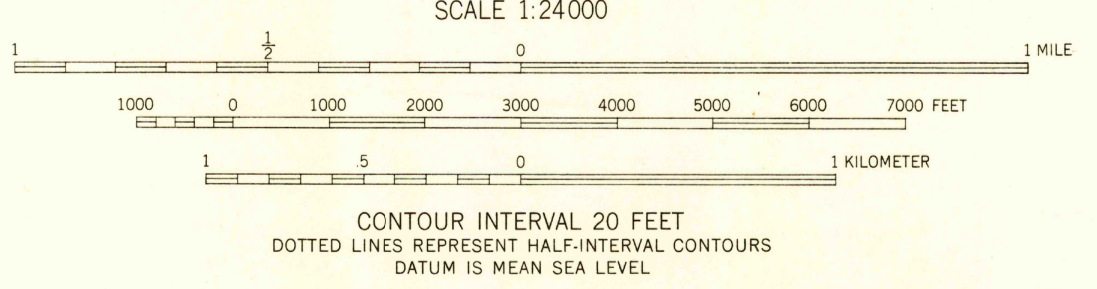 SCALE 1:24000
1 1/2 0 1 MILE
1000 0 1000 2000 3000 4000 5000 6000 7000 FEET
1 .5 0 1 KILOMETER
CONTOUR INTERVAL 20 FEET
DOTTED LINES REPRESENT HALF-INTERVAL CONTOURS
DATUM IS MEAN SEA LEVEL